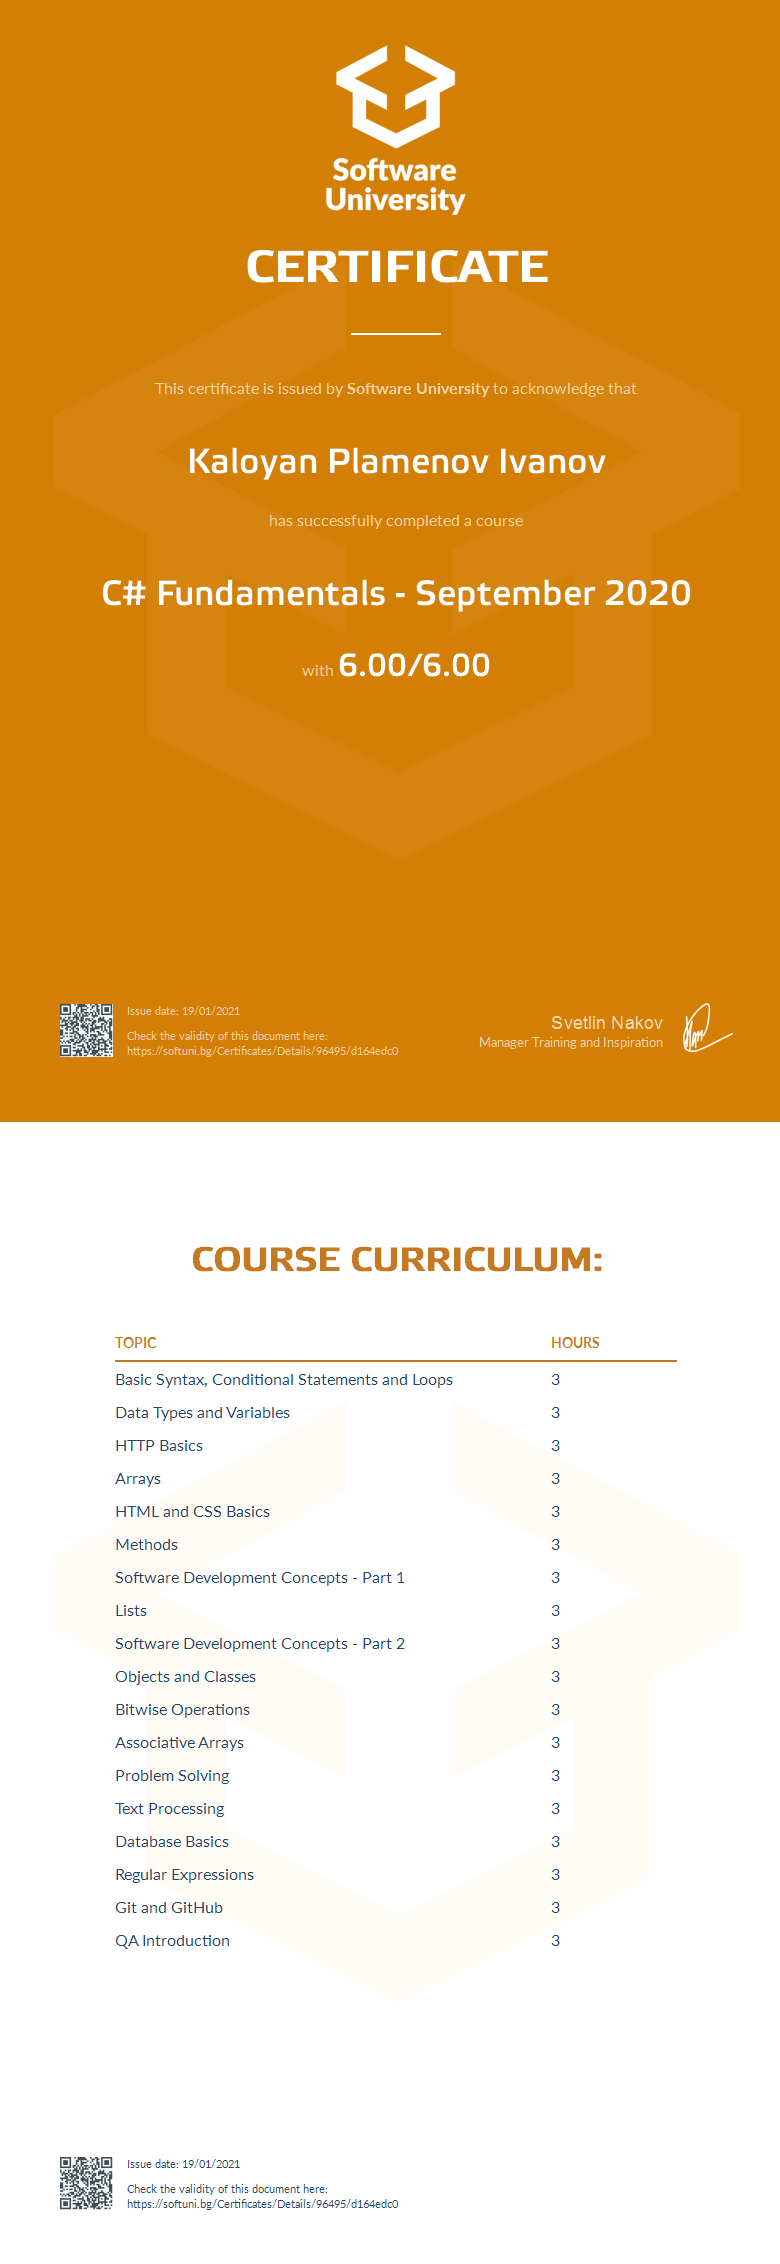 Software
University
CERTIFICATE
This certificate is issued by Software University to acknowledge that
Kaloyan Plamenov Ivanov
has successfully completed a course
C# Fundamentals - September 2020
with 6.00/6.00
Issue date: 19/01/2021
Check the validity of this document here:
https://softuni.bg/Certificates/Details/96495/d164edc0
Svetlin Nakov
Manager Training and Inspiration
COURSE CURRICULUM:
TOPIC HOURS
Basic Syntax, Conditional Statements and Loops 3
Data Types and Variables 3
HTTP Basics 3
Arrays 3
HTML and CSS Basics 3
Methods 3
Software Development Concepts - Part 1 3
Lists 3
Software Development Concepts - Part 2 3
Objects and Classes 3
Bitwise Operations 3
Associative Arrays 3
Problem Solving 3
Text Processing 3
Database Basics 3
Regular Expressions 3
Git and GitHub 3
QA Introduction 3
Issue date: 19/01/2021
Check the validity of this document here:
https://softuni.bg/Certificates/Details/96495/d164edc0